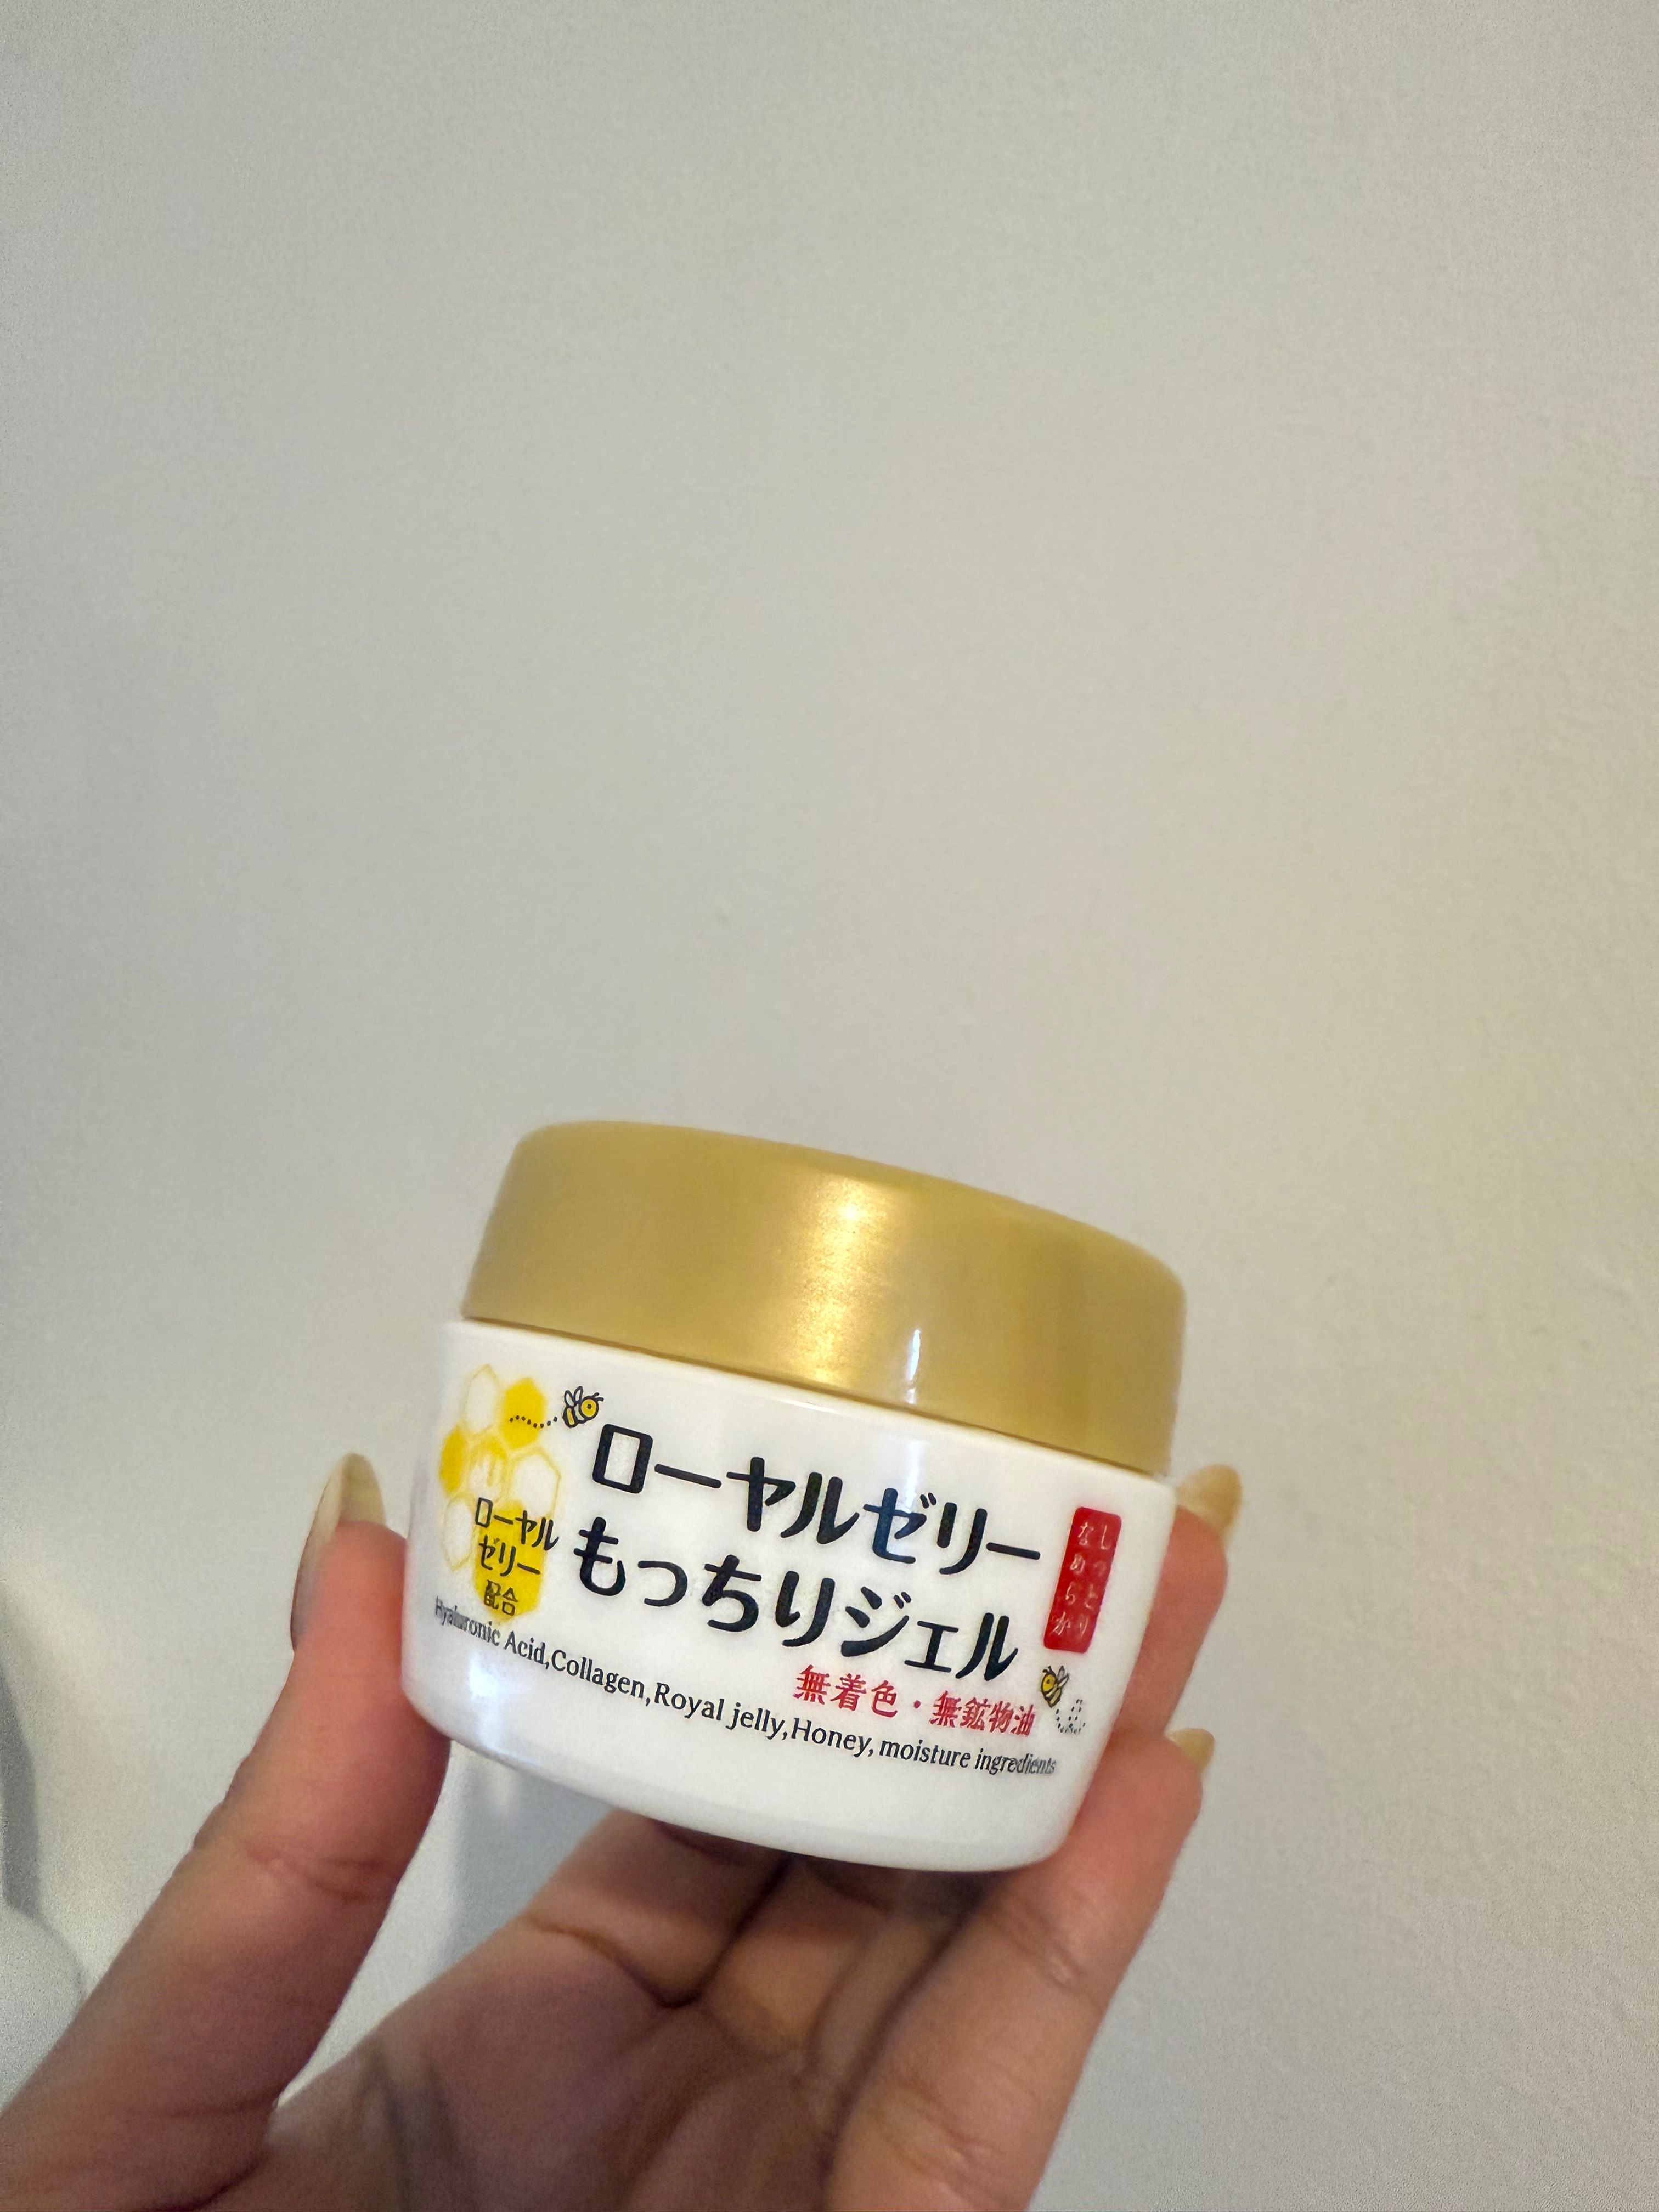 ローヤルゼリー
もっちりジェル
ローヤル
ゼリー
配合
しっとり
なめらか
無着色・無鉱物油
Hyaluronic Acid,Collagen,Royal jelly,Honey, moisture ingredients